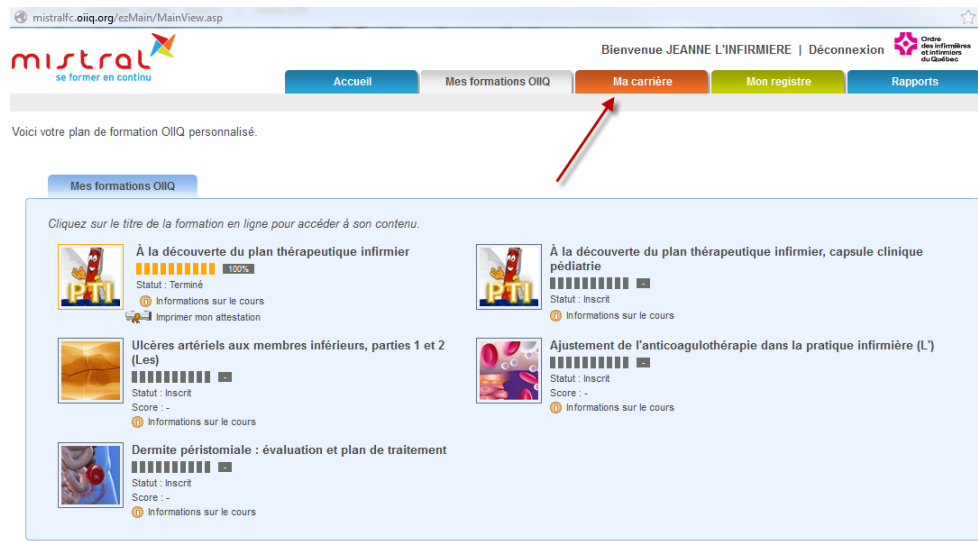 mistralfc.oiiq.org/ezMain/MainView.asp
mistral
se former en continu
Bienvenue JEANNE L'INFIRMIERE | Déconnexion
Ordre
des infirmières
et infirmiers
du Québec
Accueil
Mes formations OIIQ
Ma carrière
Mon registre
Rapports
Voici votre plan de formation OIIQ personnalisé.
Mes formations OIIQ
Cliquez sur le titre de la formation en ligne pour accéder à son contenu.
PTI
À la découverte du plan thérapeutique infirmier
100%
Statut : Terminé
Informations sur le cours
Imprimer mon attestation
PTI
À la découverte du plan thérapeutique infirmier, capsule clinique
pédiatrie
-
Statut : Inscrit
Informations sur le cours
Ulcères artériels aux membres inférieurs, parties 1 et 2
(Les)
-
Statut : Inscrit
Score : -
Informations sur le cours
Ajustement de l'anticoagulothérapie dans la pratique infirmière (L')
-
Statut : Inscrit
Score : -
Informations sur le cours
Dermite péristomiale : évaluation et plan de traitement
-
Statut : Inscrit
Score : -
Informations sur le cours